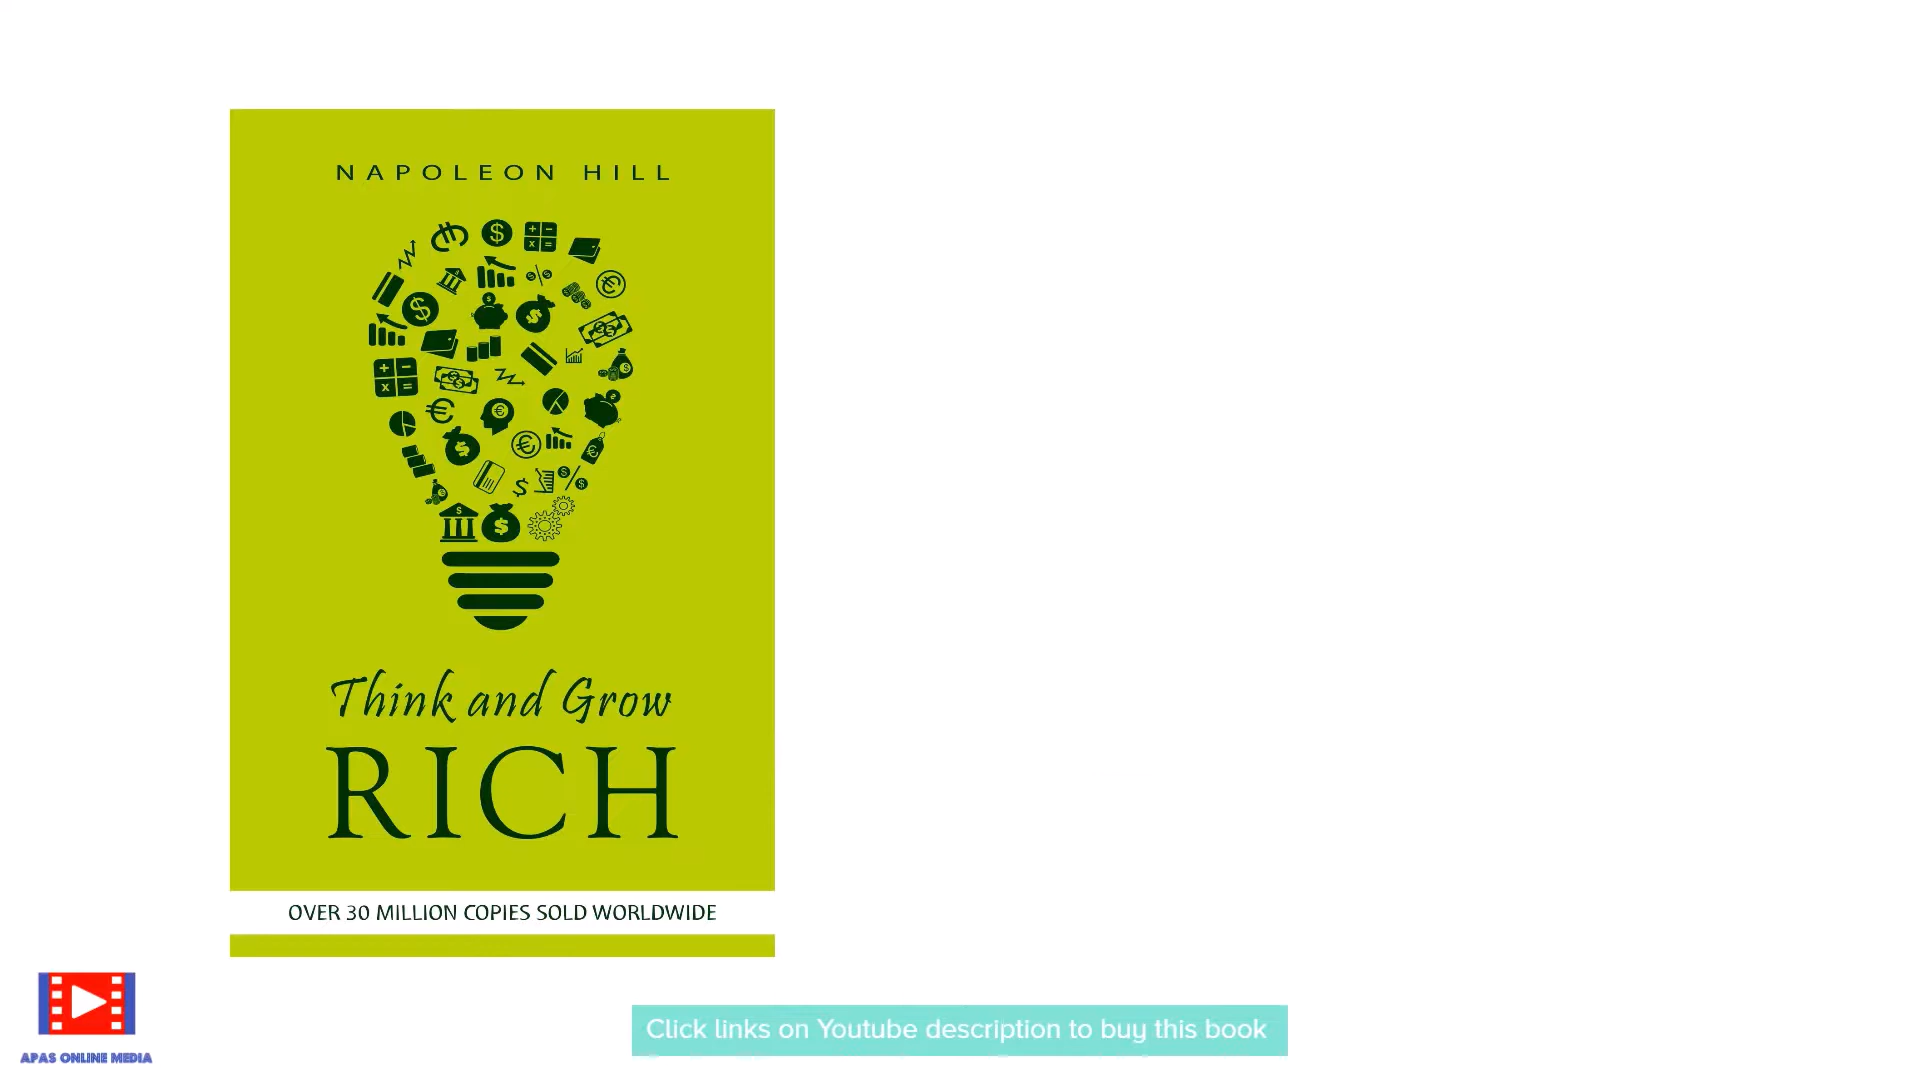 NAPOLEON HILL
Think and Grow
RICH
OVER 30 MILLION COPIES SOLD WORLDWIDE
APAS ONLINE MEDIA
Click links on Youtube description to buy this book